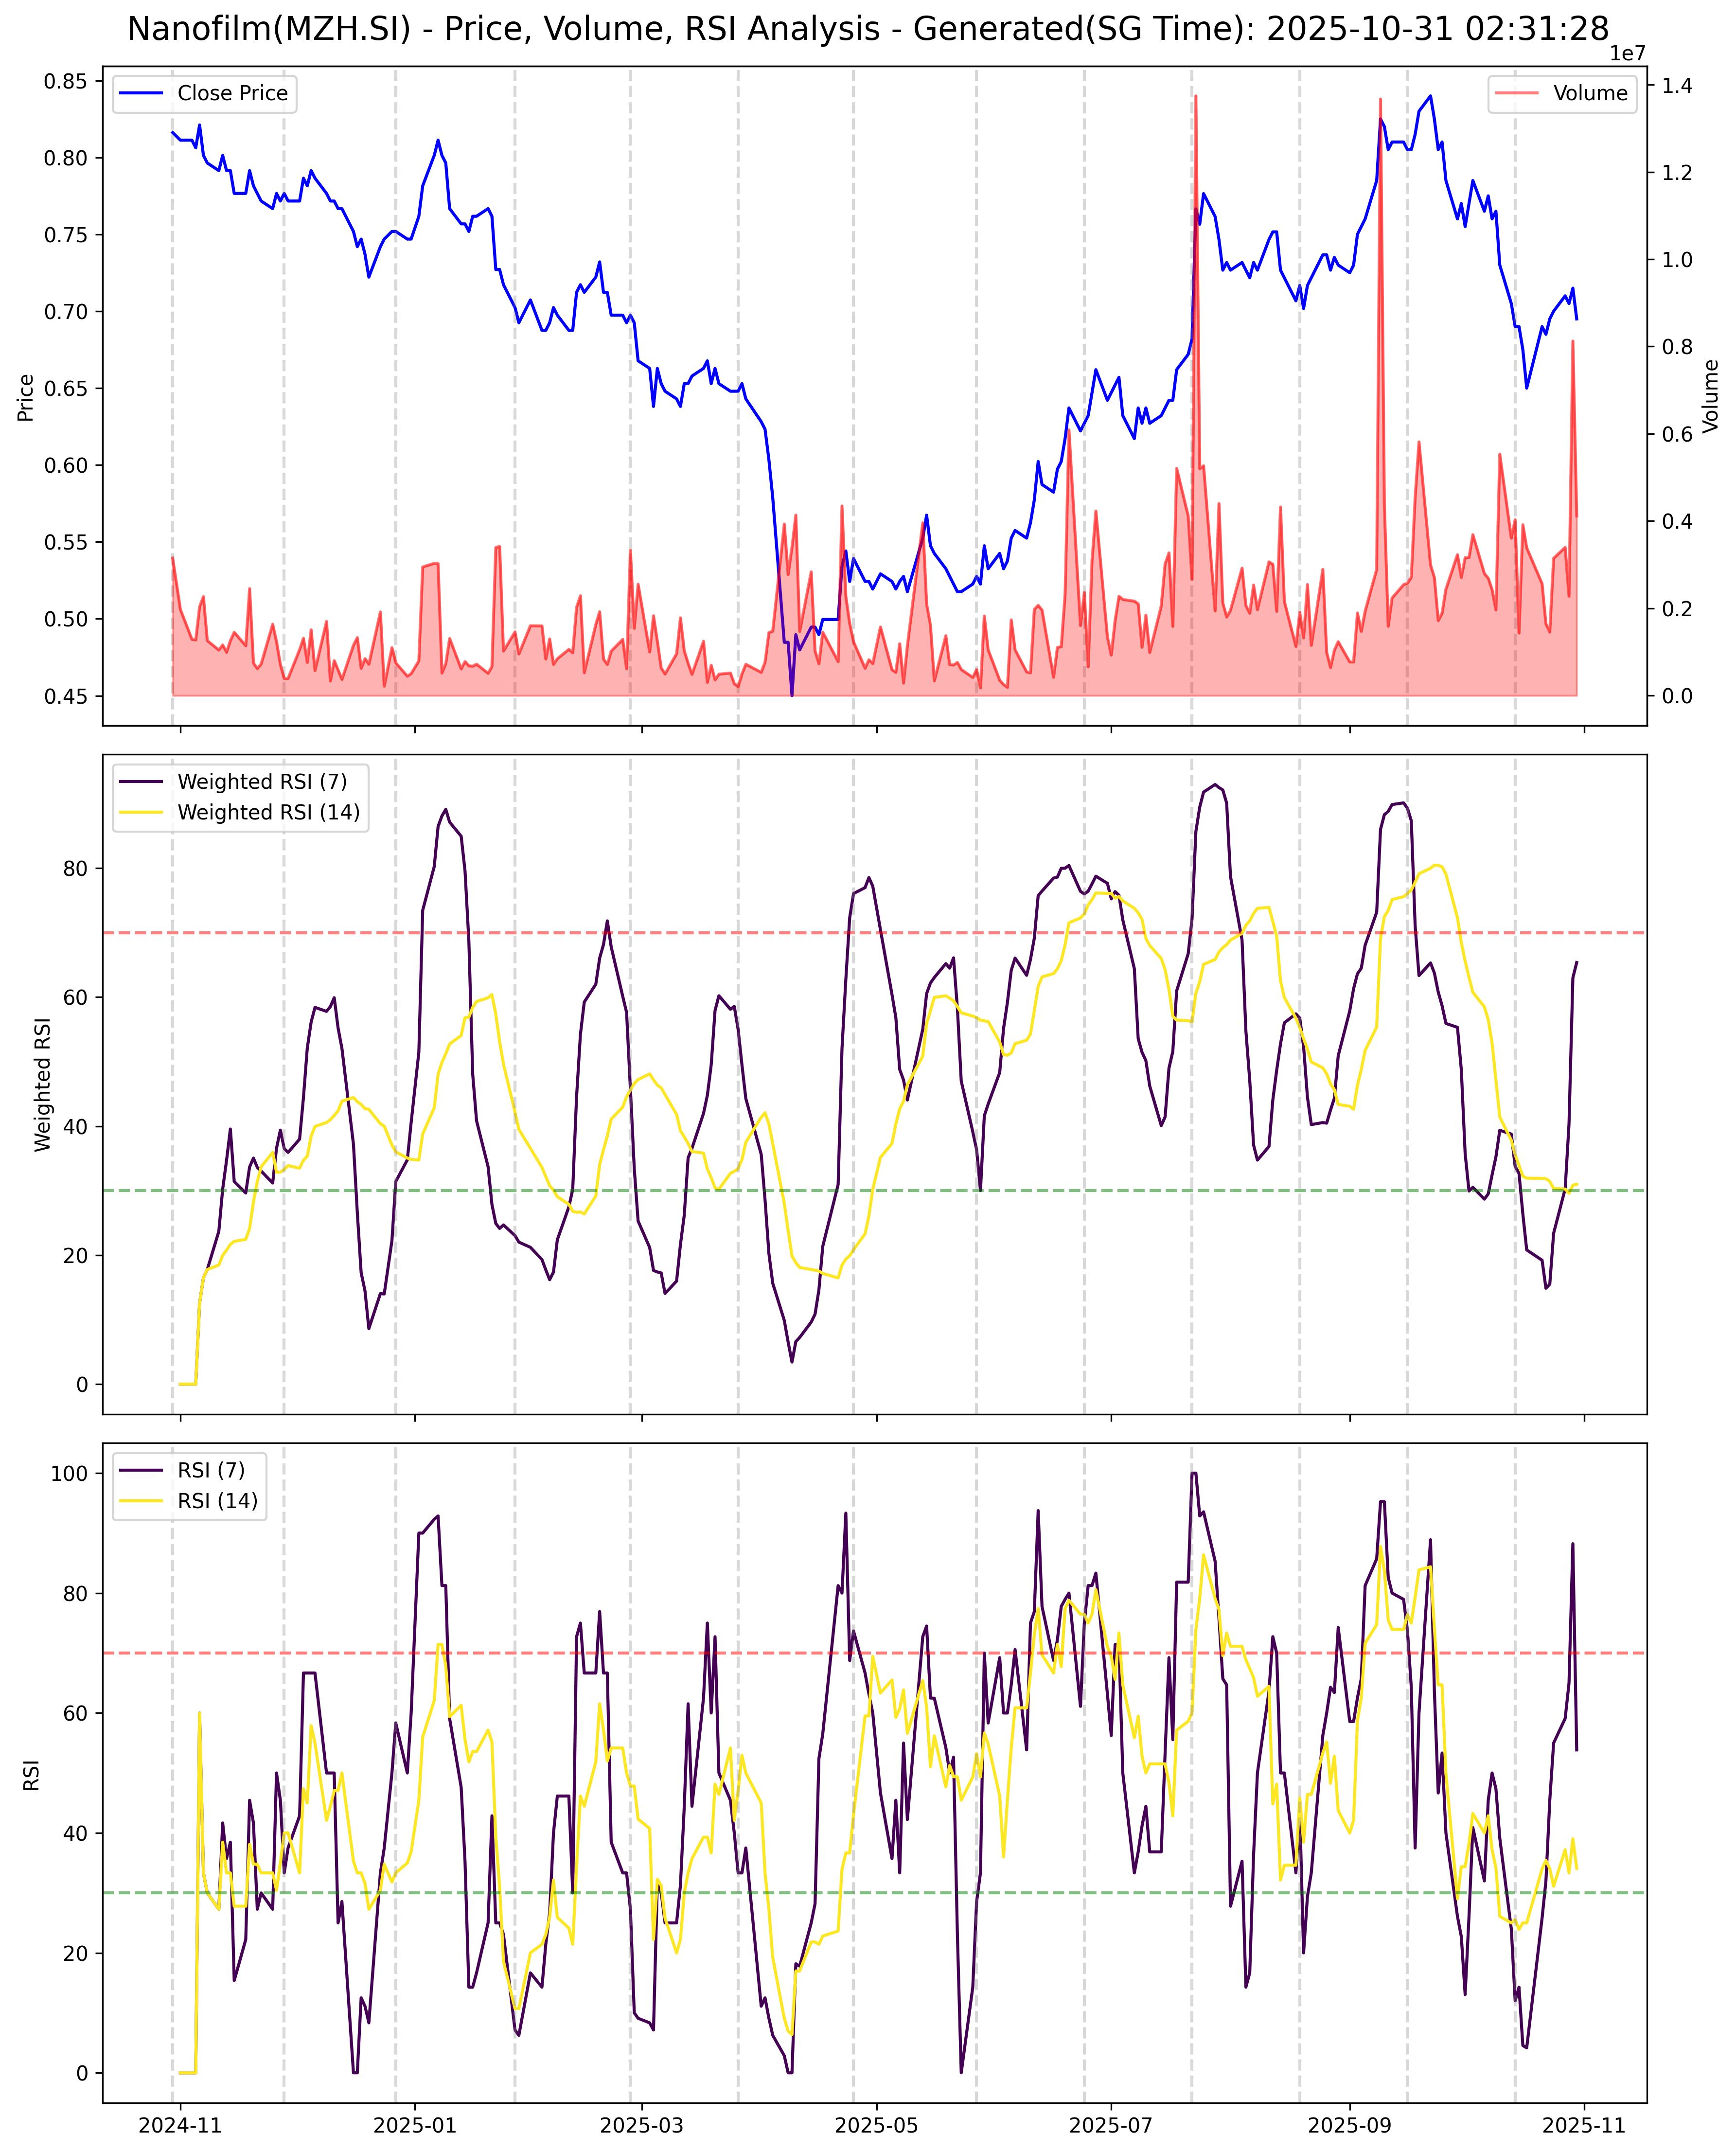 Nanofilm(MZH.SI) - Price, Volume, RSI Analysis - Generated(SG Time): 2025-10-31 02:31:28
1e7
Close Price
Volume
0.85
0.80
0.75
0.70
0.65
0.60
0.55
0.50
0.45
Price
1.4
1.2
1.0
0.8
0.6
0.4
0.2
0.0
Volume
Weighted RSI (7)
Weighted RSI (14)
80
60
40
20
0
Weighted RSI
RSI (7)
RSI (14)
100
80
60
40
20
0
RSI
2024-11
2025-01
2025-03
2025-05
2025-07
2025-09
2025-11